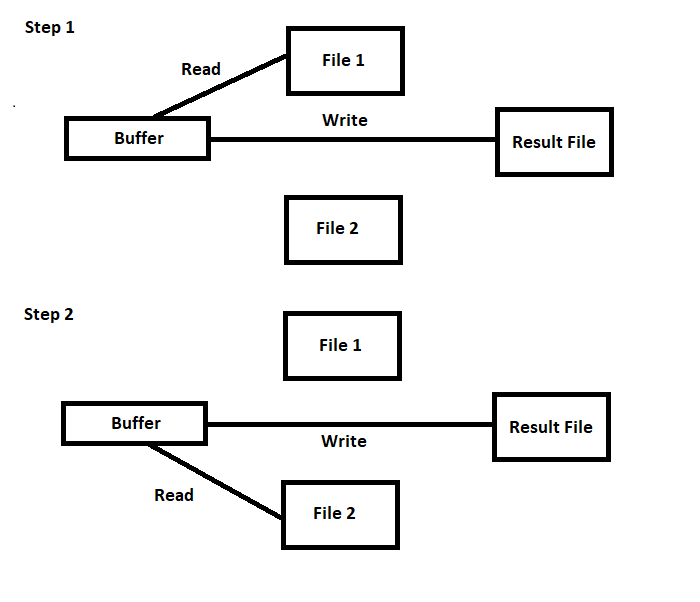 Step 1
File 1
Read
Write
Buffer
Result File
File 2
Step 2
File 1
Buffer
Result File
Write
Read
File 2